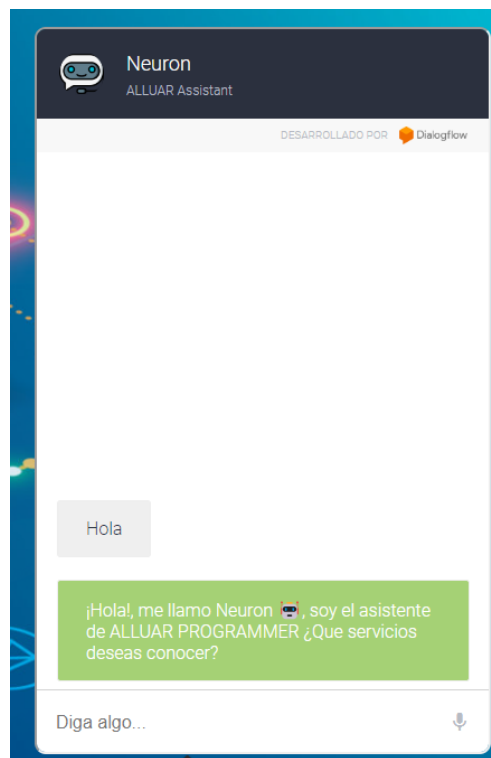 Neuron
ALLUAR Assistant
DESARROLLADO POR Dialogflow
Hola
¡Hola!, me llamo Neuron 🤖, soy el asistente
de ALLUAR PROGRAMMER ¿Que servicios
deseas conocer?
Diga algo...